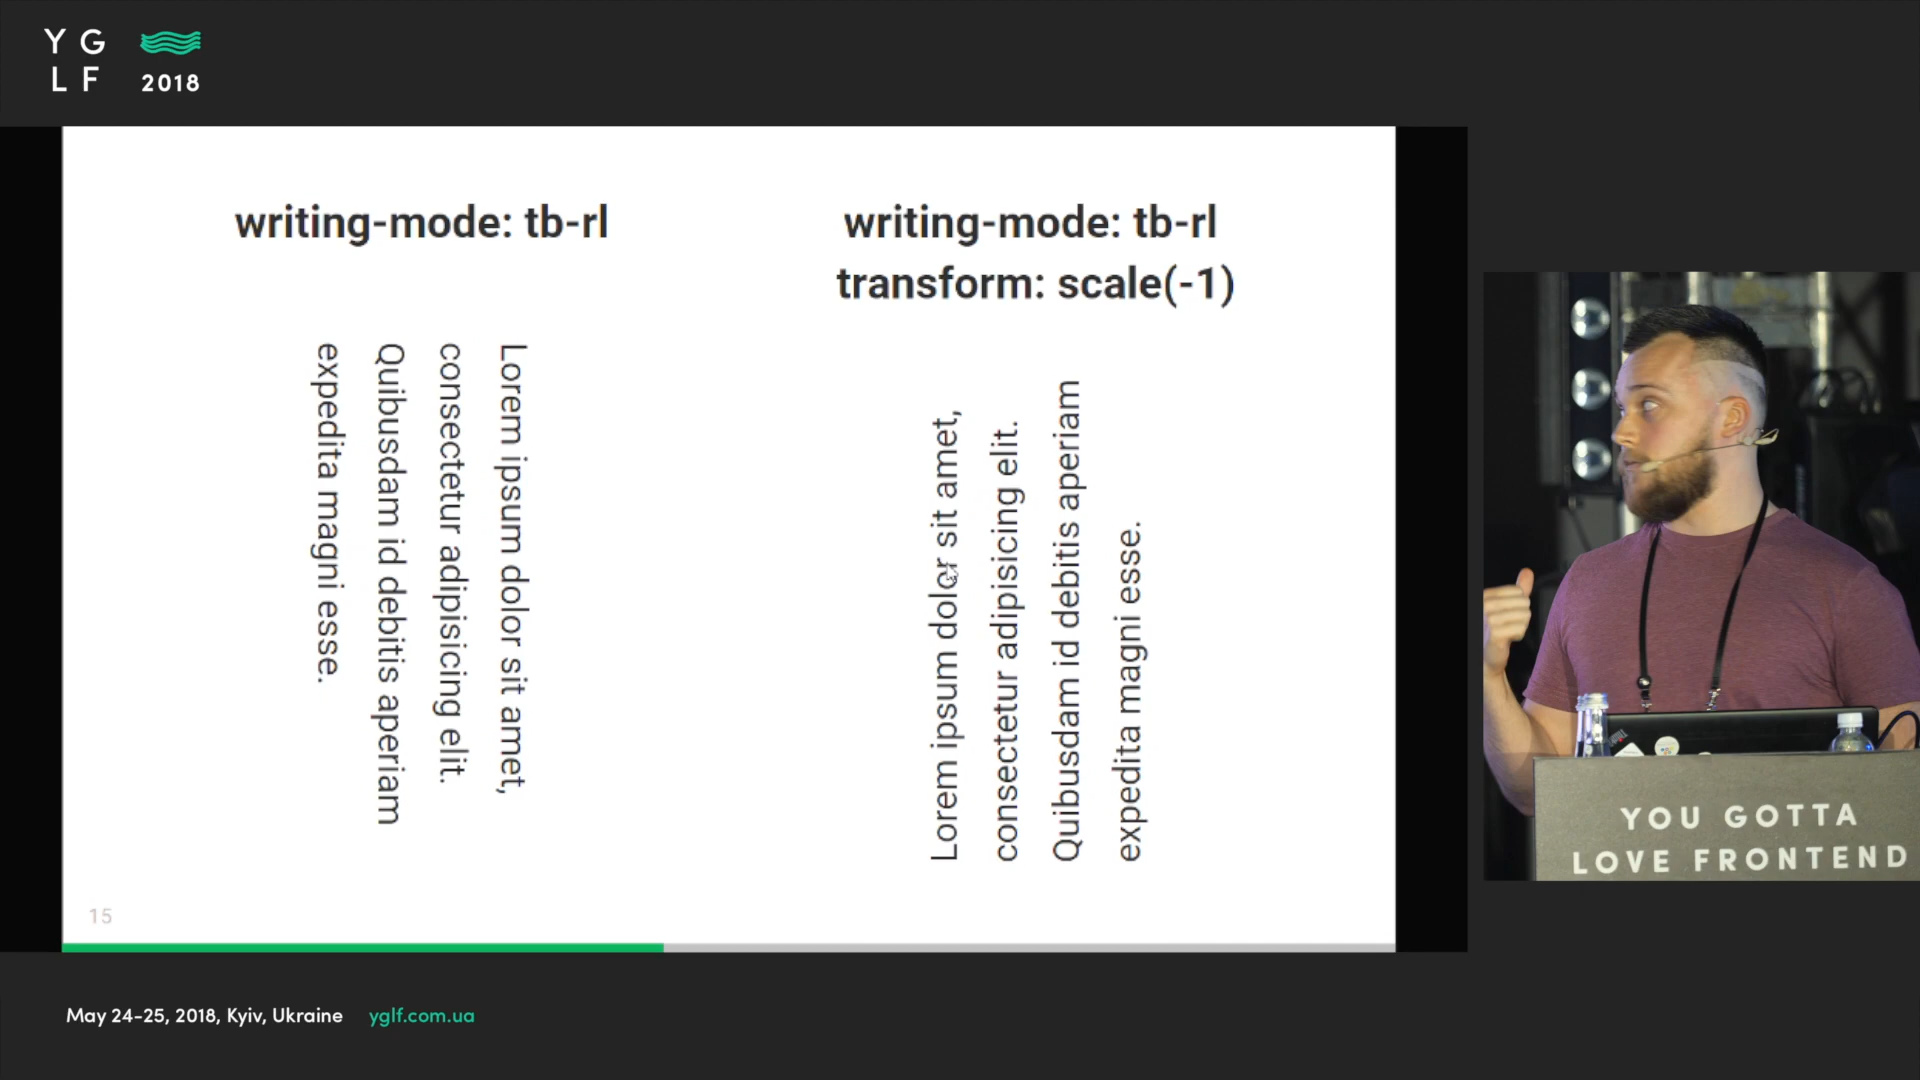 Y G
L F
2018
writing-mode: tb-rl
Lorem ipsum dolor sit amet,
consectetur adipisicing elit.
Quibusdam id debitis aperiam
expedita magni esse.
writing-mode: tb-rl
transform: scale(-1)
Lorem ipsum dolor sit amet,
consectetur adipisicing elit.
Quibusdam id debitis aperiam
expedita magni esse.
15
YOU GOTTA
LOVE FRONTEND
May 24-25, 2018, Kyiv, Ukraine yglf.com.ua